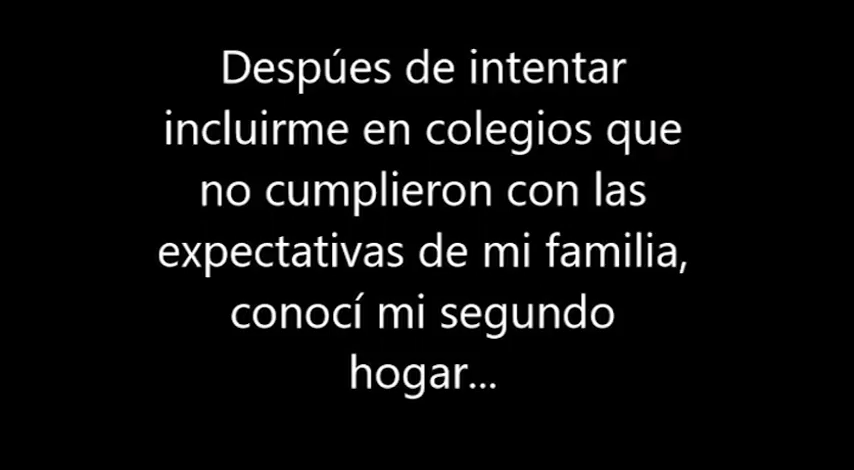 Despúes de intentar
incluirme en colegios que
no cumplieron con las
expectativas de mi familia,
conocí mi segundo
hogar...